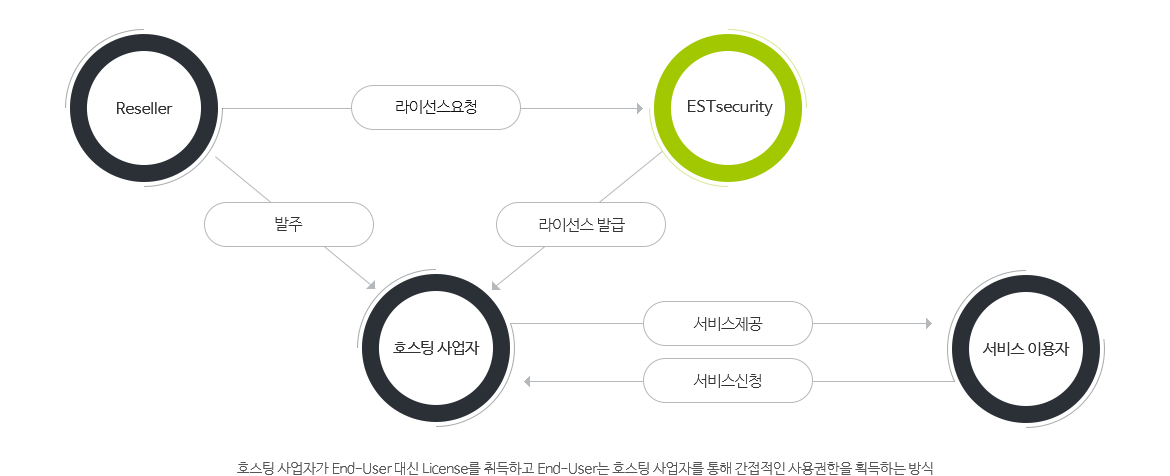 Reseller
라이선스요청
ESTsecurity
발주
라이선스 발급
호스팅 사업자
서비스제공
서비스 이용자
서비스신청
호스팅 사업자가 End-User 대신 License를 취득하고 End-User는 호스팅 사업자를 통해 간접적인 사용권한을 획득하는 방식